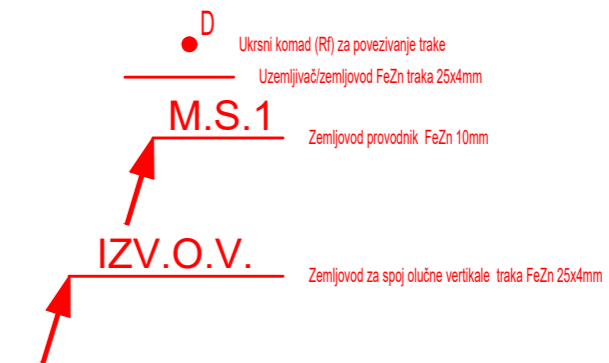 D
Ukrsni komad (Rf) za povezivanje trake
Uzemljivač/zemljovod FeZn traka 25x4mm
M.S.1
Zemljovod provodnik FeZn 10mm
IZV.O.V.
Zemljovod za spoj olučne vertikale traka FeZn 25x4mm